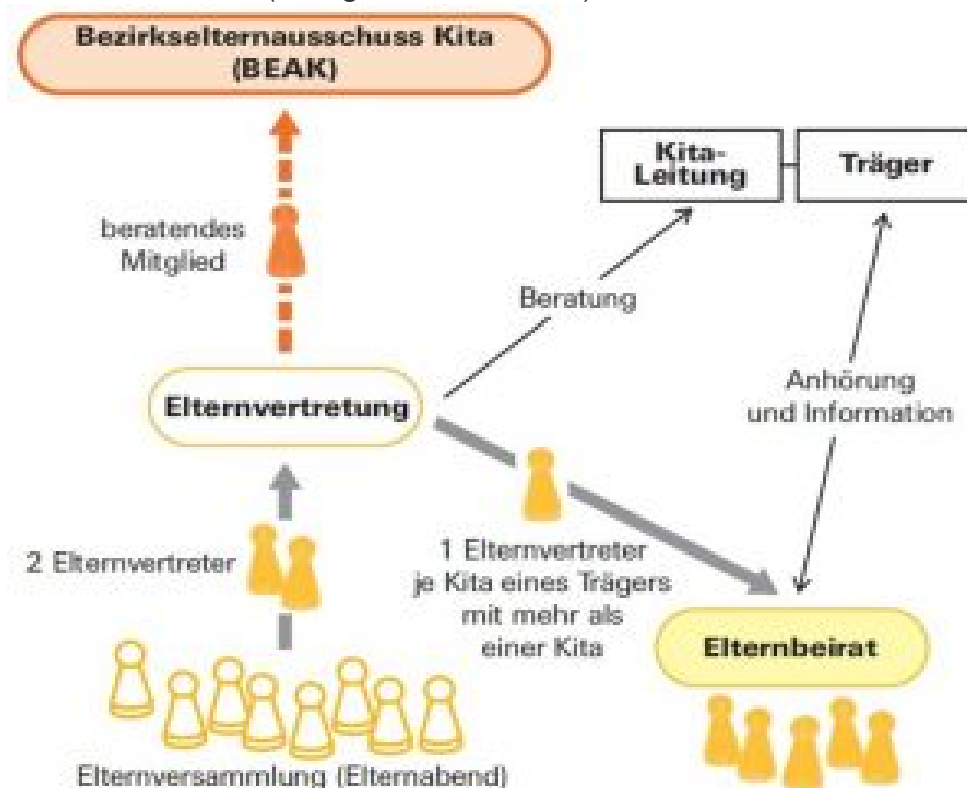 Bezirkselternausschuss Kita
(BEAK)
Kita-
Leitung
Träger
beratendes
Mitglied
Beratung
Elternvertretung
Anhörung
und Information
2 Elternvertreter
1 Elternvertreter
je Kita eines Trägers
mit mehr als
einer Kita
Elternbeirat
Elternversammlung (Elternabend)